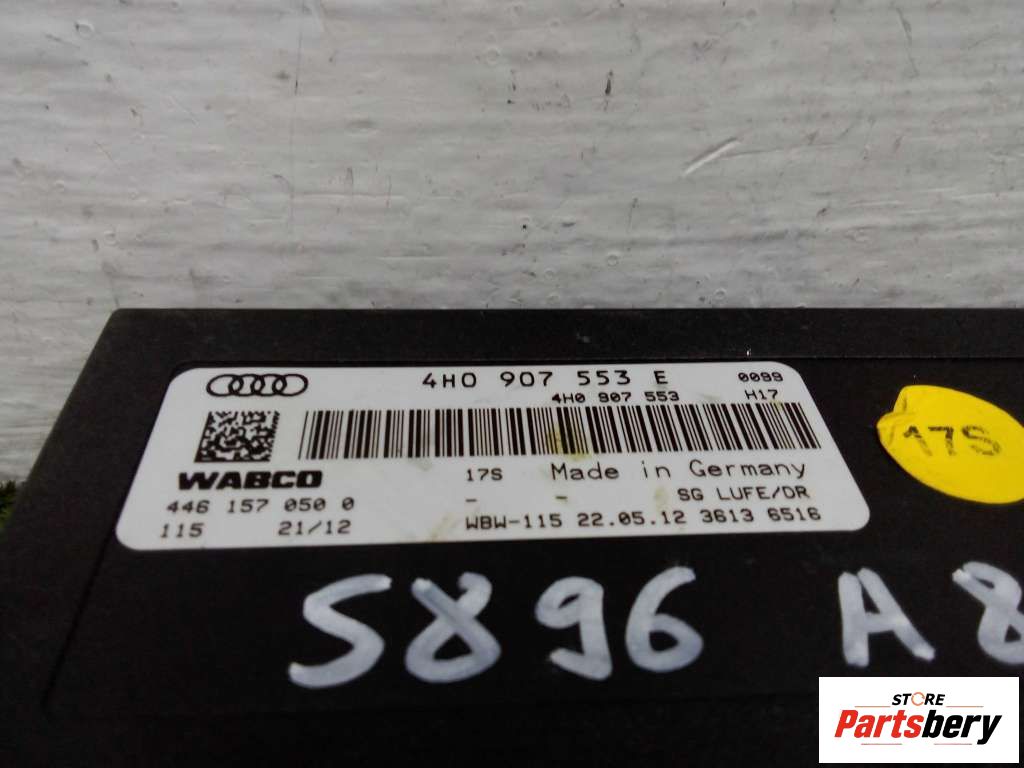 4H0 907 553 E 0099
4H0 907 553 H17
WABCO 17S Made in Germany
446 157 050 0 - - SG LUFE/DR
115 21/12 WBW-115 22.05.12 3613 6516
17S
S896 A8
STORE
Partsbery